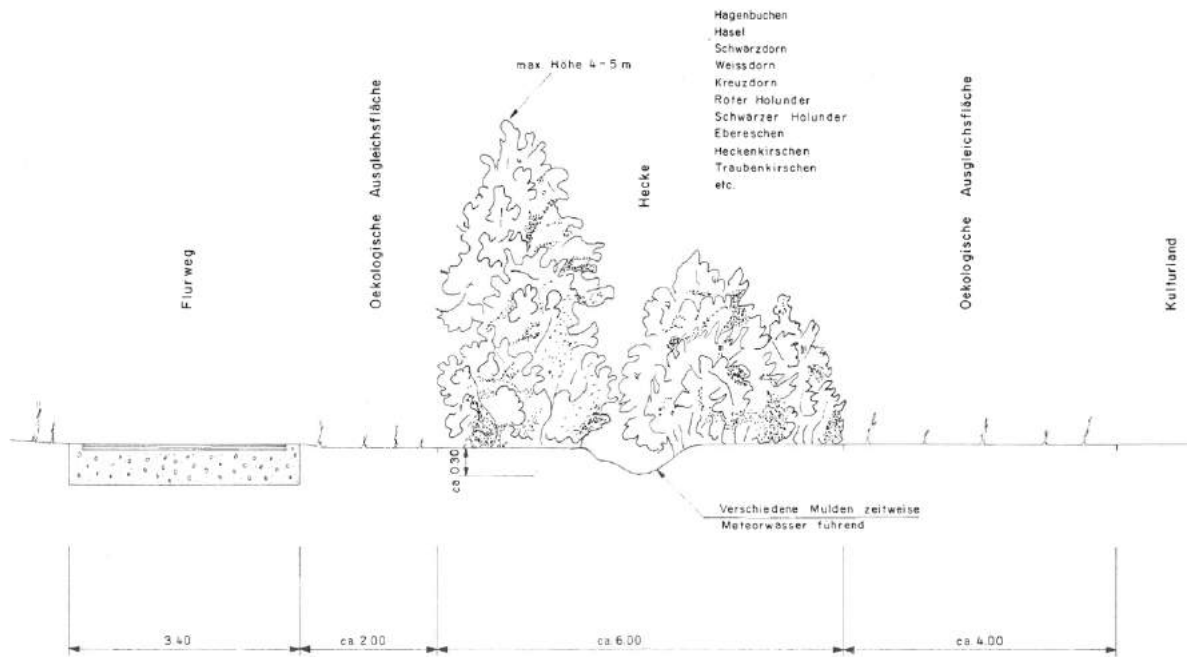 Hagenbuchen
Hasel
Schwarzdorn
Weissdorn
Kreuzdorn
Roter Holunder
Schwarzer Holunder
Ebereschen
Heckenkirschen
Traubenkirschen
etc.
max. Höhe 4-5 m
Flurweg
Oekologische Ausgleichsfläche
Hecke
Oekologische Ausgleichsfläche
Kulturland
ca. 0.30
Verschiedene Mulden zeitweise
Meteorwasser führend
3.40
ca. 2.00
ca. 6.00
ca. 4.00